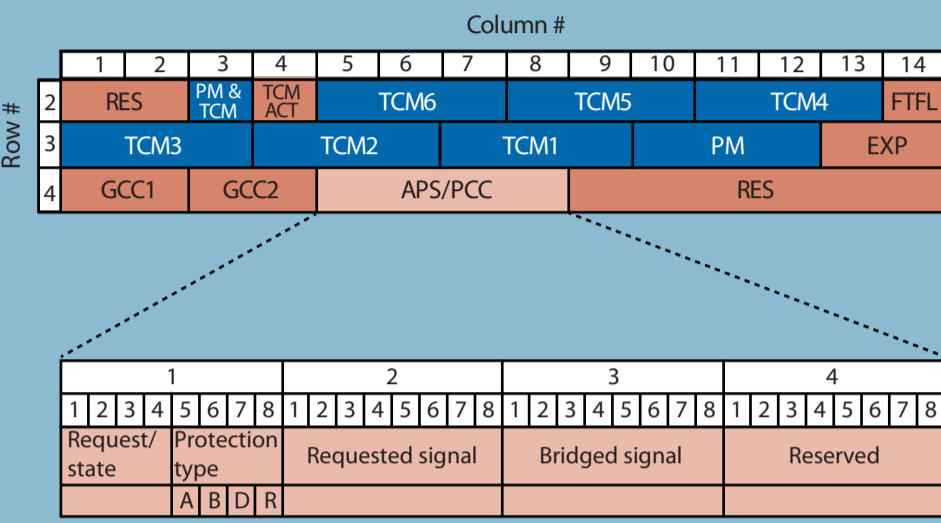 Column #
1 2 3 4 5 6 7 8 9 10 11 12 13 14
Row #
2 RES PM & TCM TCM ACT TCM6 TCM5 TCM4 FTFL
3 TCM3 TCM2 TCM1 PM EXP
4 GCC1 GCC2 APS/PCC RES
1 2 3 4
1 2 3 4 5 6 7 8 1 2 3 4 5 6 7 8 1 2 3 4 5 6 7 8 1 2 3 4 5 6 7 8
Request/ state Protection type Requested signal Bridged signal Reserved
A B D R